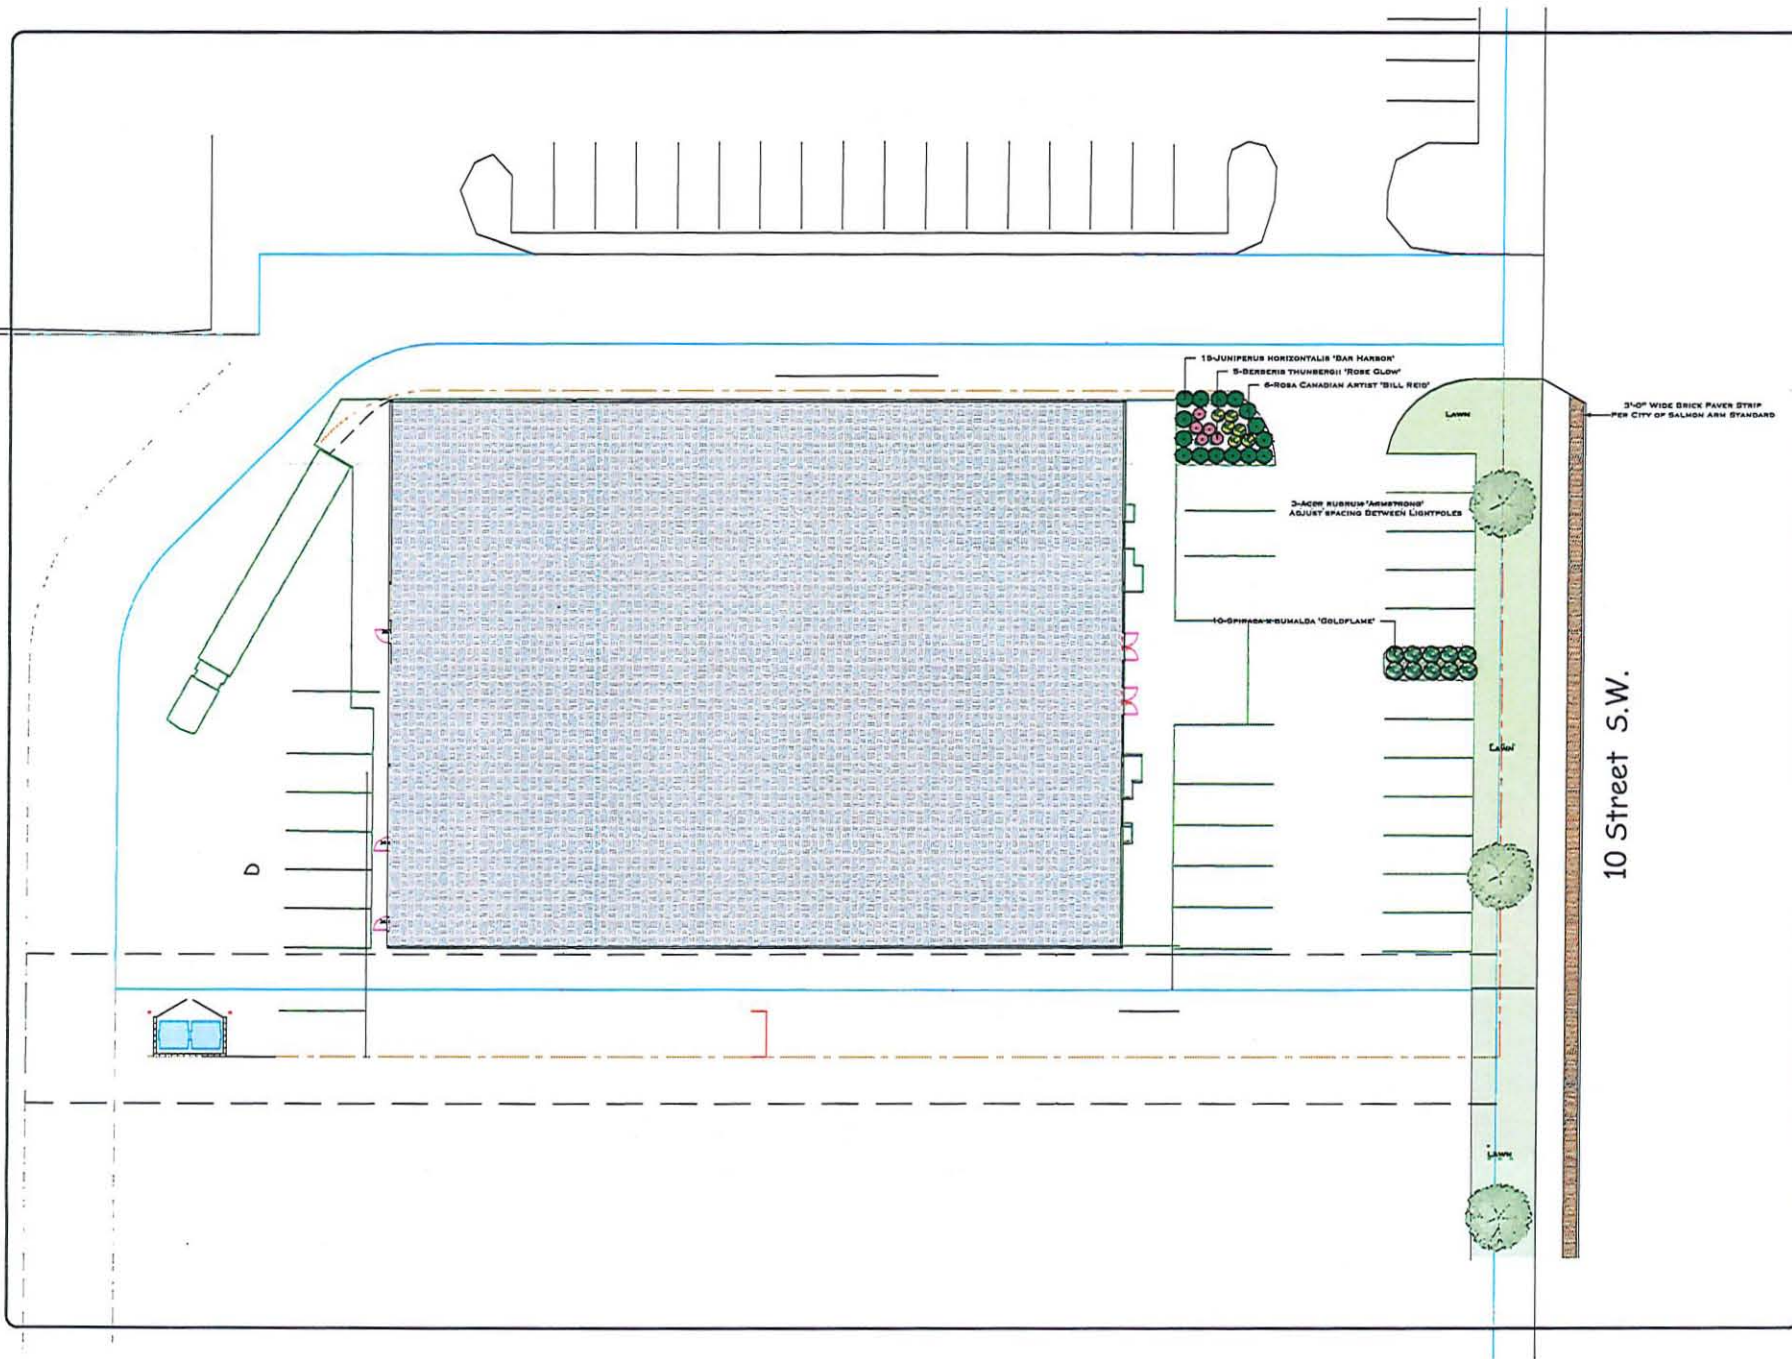 15-JUNIPERUS HORIZONTALIS 'BAR HARBOR'
5-BERBERIS THUNBERGII 'ROSE GLOW'
6-ROSA CANADIAN ARTIST 'BILL REID'
LAWN
3'-0" WIDE BRICK PAVER STRIP
PER CITY OF SALMON ARM STANDARD
3-ACER RUBRUM 'ARMSTRONG'
ADJUST SPACING BETWEEN LIGHTPOLES
10-SPIRAEA X BUMALDA 'GOLDFLAME'
LAWN
10 Street S.W.
D
LAWN